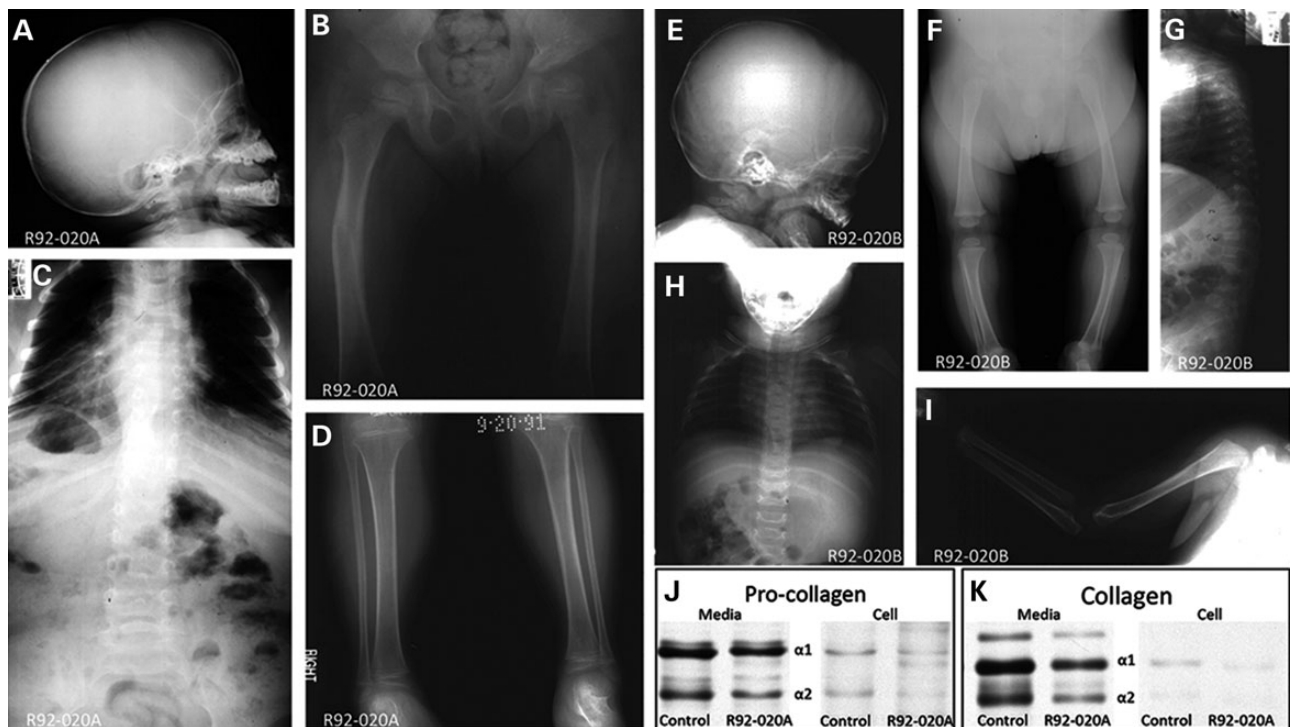 A
R92-020A
B
R92-020A
C
R92-020A
D
9·20·91
RIGHT
R92-020A
E
R92-020B
F
R92-020B
G
R92-020B
H
R92-020B
I
R92-020B
J
Pro-collagen
Media Cell
α1
α2
Control R92-020A Control R92-020A
K
Collagen
Media Cell
α1
α2
Control R92-020A Control R92-020A